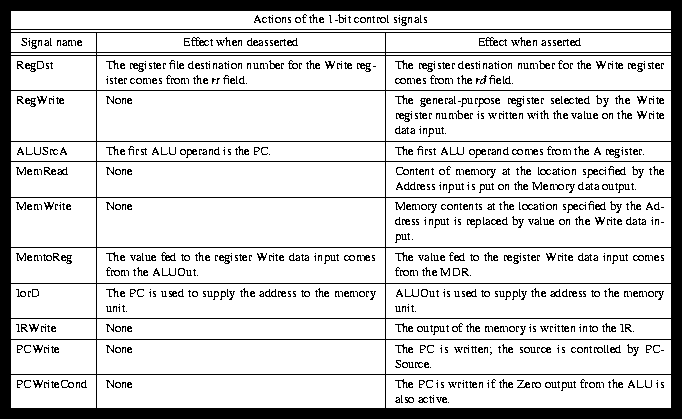 Actions of the 1-bit control signals
Signal name Effect when deasserted Effect when asserted
RegDst The register file destination number for the Write reg- The register destination number for the Write register
ister comes from the rt field. comes from the rd field.
RegWrite None The general-purpose register selected by the Write
register number is written with the value on the Write
data input.
ALUSrcA The first ALU operand is the PC. The first ALU operand comes from the A register.
MemRead None Content of memory at the location specified by the
Address input is put on the Memory data output.
MemWrite None Memory contents at the location specified by the Ad-
dress input is replaced by value on the Write data in-
put.
MemtoReg The value fed to the register Write data input comes The value fed to the register Write data input comes
from the ALUOut. from the MDR.
IorD The PC is used to supply the address to the memory ALUOut is used to supply the address to the memory
unit. unit.
IRWrite None The output of the memory is written into the IR.
PCWrite None The PC is written; the source is controlled by PC-
Source.
PCWriteCond None The PC is written if the Zero output from the ALU is
also active.